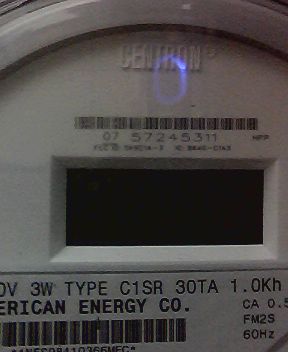 CENTRON
07 57245311
0V 3W TYPE C1SR 30TA 1.0Kh
ERICAN ENERGY CO.
CA 0.5
FM2S
60Hz